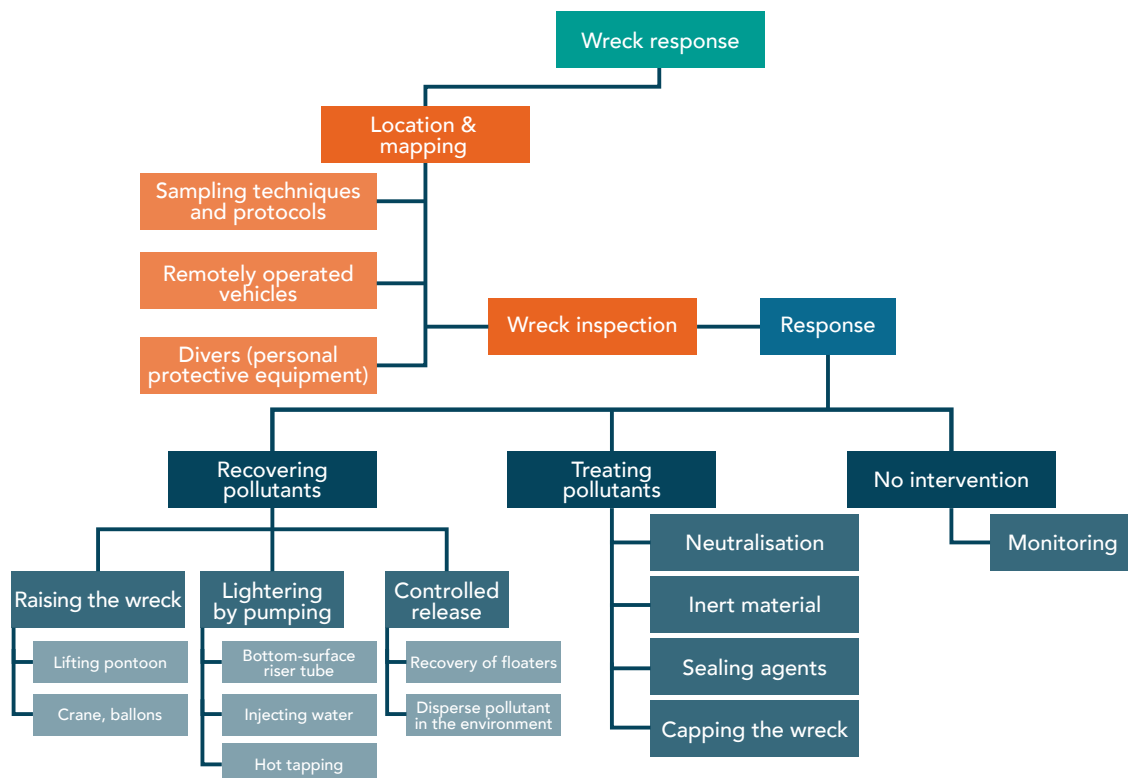 Wreck response
Location &
mapping
Sampling techniques
and protocols
Remotely operated
vehicles
Divers (personal
protective equipment)
Wreck inspection
Response
Recovering
pollutants
Treating
pollutants
No intervention
Raising the wreck
Lifting pontoon
Crane, ballons
Lightering
by pumping
Bottom-surface
riser tube
Injecting water
Hot tapping
Controlled
release
Recovery of floaters
Disperse pollutant
in the environment
Neutralisation
Inert material
Sealing agents
Capping the wreck
Monitoring